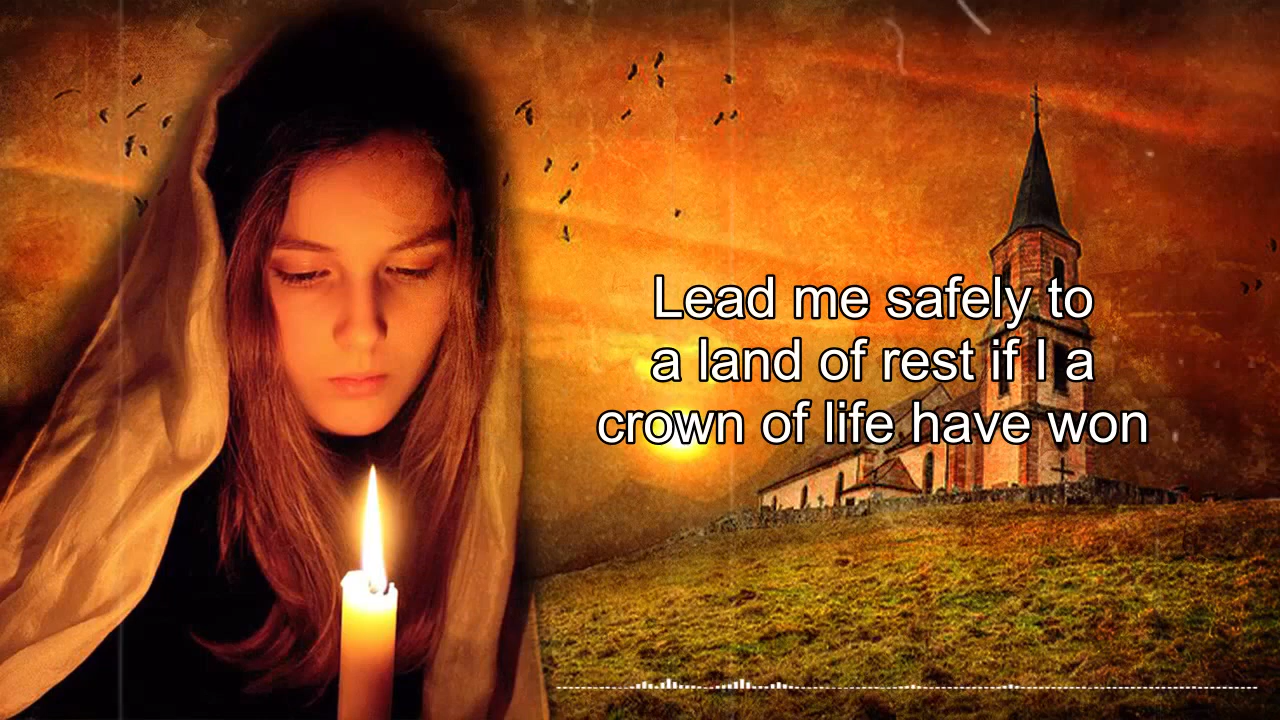 Lead me safely to
a land of rest if I a
crown of life have won